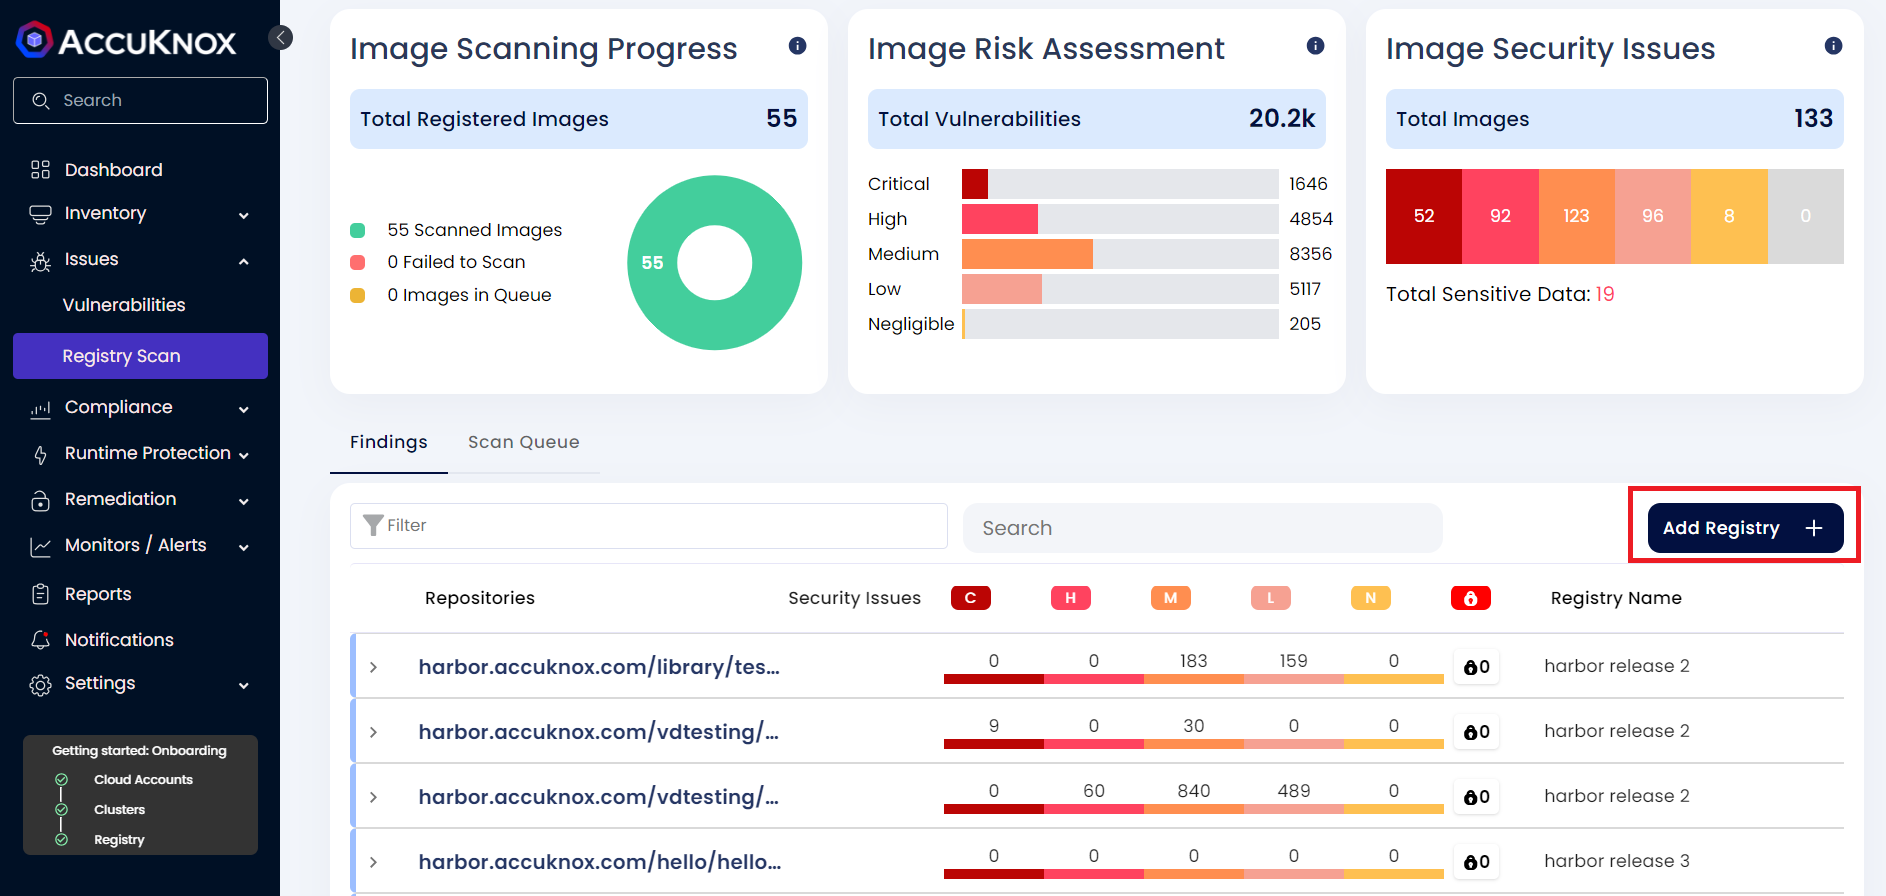 ACCUKNOX
Search
Dashboard
Inventory
Issues
Vulnerabilities
Registry Scan
Compliance
Runtime Protection
Remediation
Monitors / Alerts
Reports
Notifications
Settings
Getting started: Onboarding
Cloud Accounts
Clusters
Registry
Image Scanning Progress
Total Registered Images 55
55 Scanned Images
0 Failed to Scan
0 Images in Queue
55
Image Risk Assessment
Total Vulnerabilities 20.2k
Critical 1646
High 4854
Medium 8356
Low 5117
Negligible 205
Image Security Issues
Total Images 133
52 92 123 96 8 0
Total Sensitive Data: 19
Findings Scan Queue
Filter Search Add Registry +
Repositories Security Issues C H M L N Registry Name
harbor.accuknox.com/library/tes... 0 0 183 159 0 0 harbor release 2
harbor.accuknox.com/vdtesting/... 9 0 30 0 0 0 harbor release 2
harbor.accuknox.com/vdtesting/... 0 60 840 489 0 0 harbor release 2
harbor.accuknox.com/hello/hello... 0 0 0 0 0 0 harbor release 3